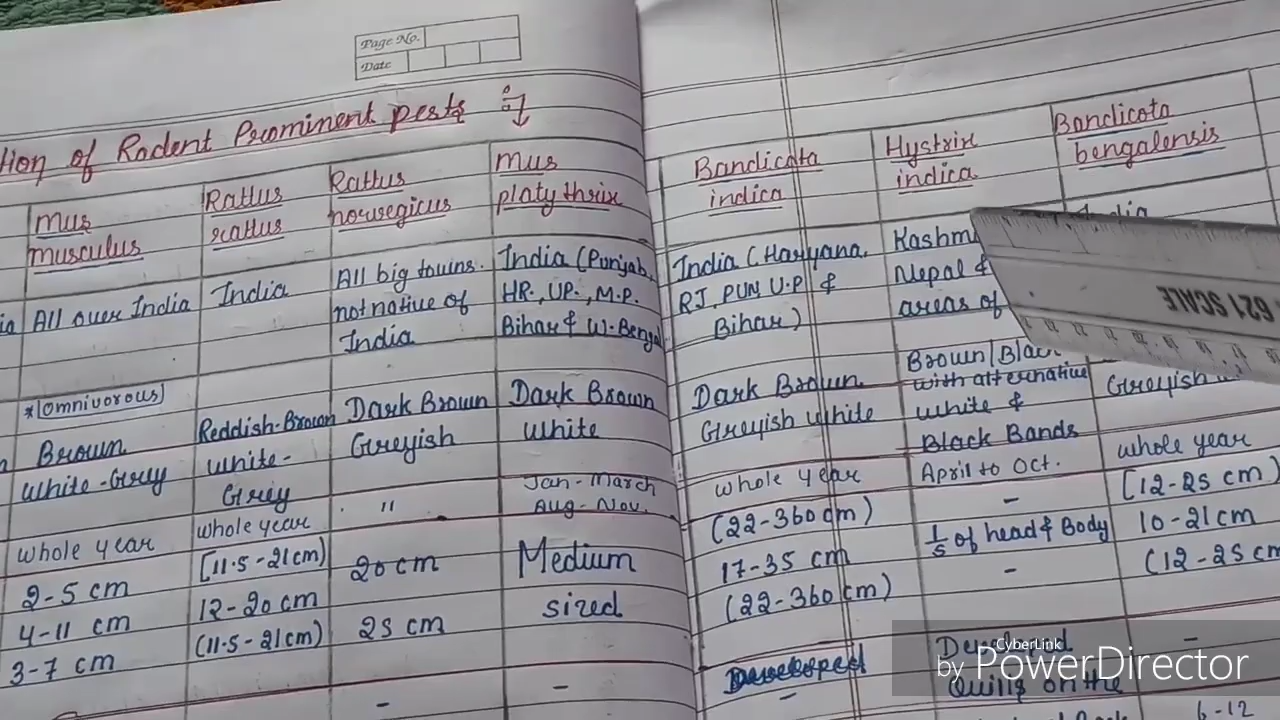 Page No.
Date
tion of Rodent Prominent pests :-
Mus musculus
Rattus rattus
Rattus norvegicus
Mus platythrix
Bandicota indica
Hystrix indica
Bandicota bengalensis
All over India
India
All big towns.
not native of
India
India (Punjab,
HR., UP., M.P.
Bihar & W. Bengal
India (Haryana,
RJ, PUN, U.P &
Bihar)
Kashm
Nepal &
areas of
*(omnivorous)
Brown
White-Grey
Reddish-Brown
White-
Grey
Dark Brown
Greyish
Dark Brown
White
Dark Brown
Greyish White
Brown/Blac
with alternative
White &
Black Bands
Greyish
whole year
whole year
"
Jan-March
Aug-Nov.
whole year
April to Oct.
whole year
2-5 cm
4-11 cm
3-7 cm
[11.5-21cm)
12-20 cm
(11.5-21cm)
20 cm
25 cm
Medium
sized
-
-
(22-360cm)
17-35 cm
(22-360cm)
Developed
-
-
1/5 of head & Body
-
Developed
Quills on the
[12-25 cm)
10-21cm
(12-25 cm
-
6-12
621 SCALE
CyberLink
by PowerDirector